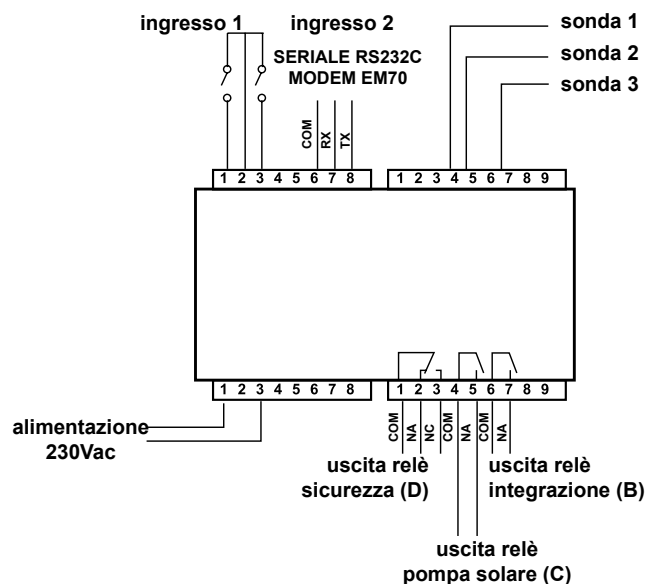 ingresso 1
ingresso 2
sonda 1
SERIALE RS232C
sonda 2
MODEM EM70
sonda 3
COM
RX
TX
1 2 3 4 5 6 7 8
1 2 3 4 5 6 7 8 9
1 2 3 4 5 6 7 8
1 2 3 4 5 6 7 8 9
COM
NA
NC
COM
NA
COM
NA
alimentazione
230Vac
uscita relè
sicurezza (D)
uscita relè
integrazione (B)
uscita relè
pompa solare (C)